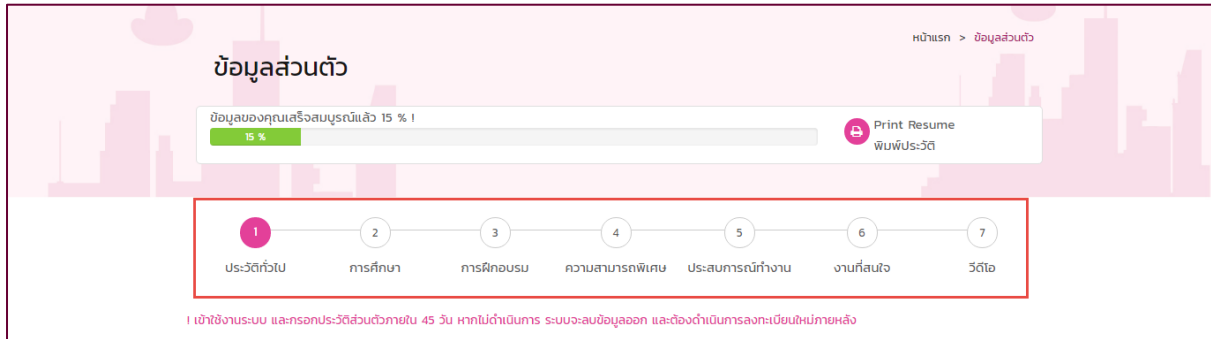 หน้าแรก > ข้อมูลส่วนตัว
ข้อมูลส่วนตัว
ข้อมูลของคุณเสร็จสมบูรณ์แล้ว 15 % !
15 %
Print Resume
พิมพ์ประวัติ
1 2 3 4 5 6 7
ประวัติทั่วไป การศึกษา การฝึกอบรม ความสามารถพิเศษ ประสบการณ์ทำงาน งานที่สนใจ วีดีโอ
! เข้าใช้งานระบบ และกรอกประวัติส่วนตัวภายใน 45 วัน หากไม่ดำเนินการ ระบบจะลบข้อมูลออก และต้องดำเนินการลงทะเบียนใหม่ภายหลัง